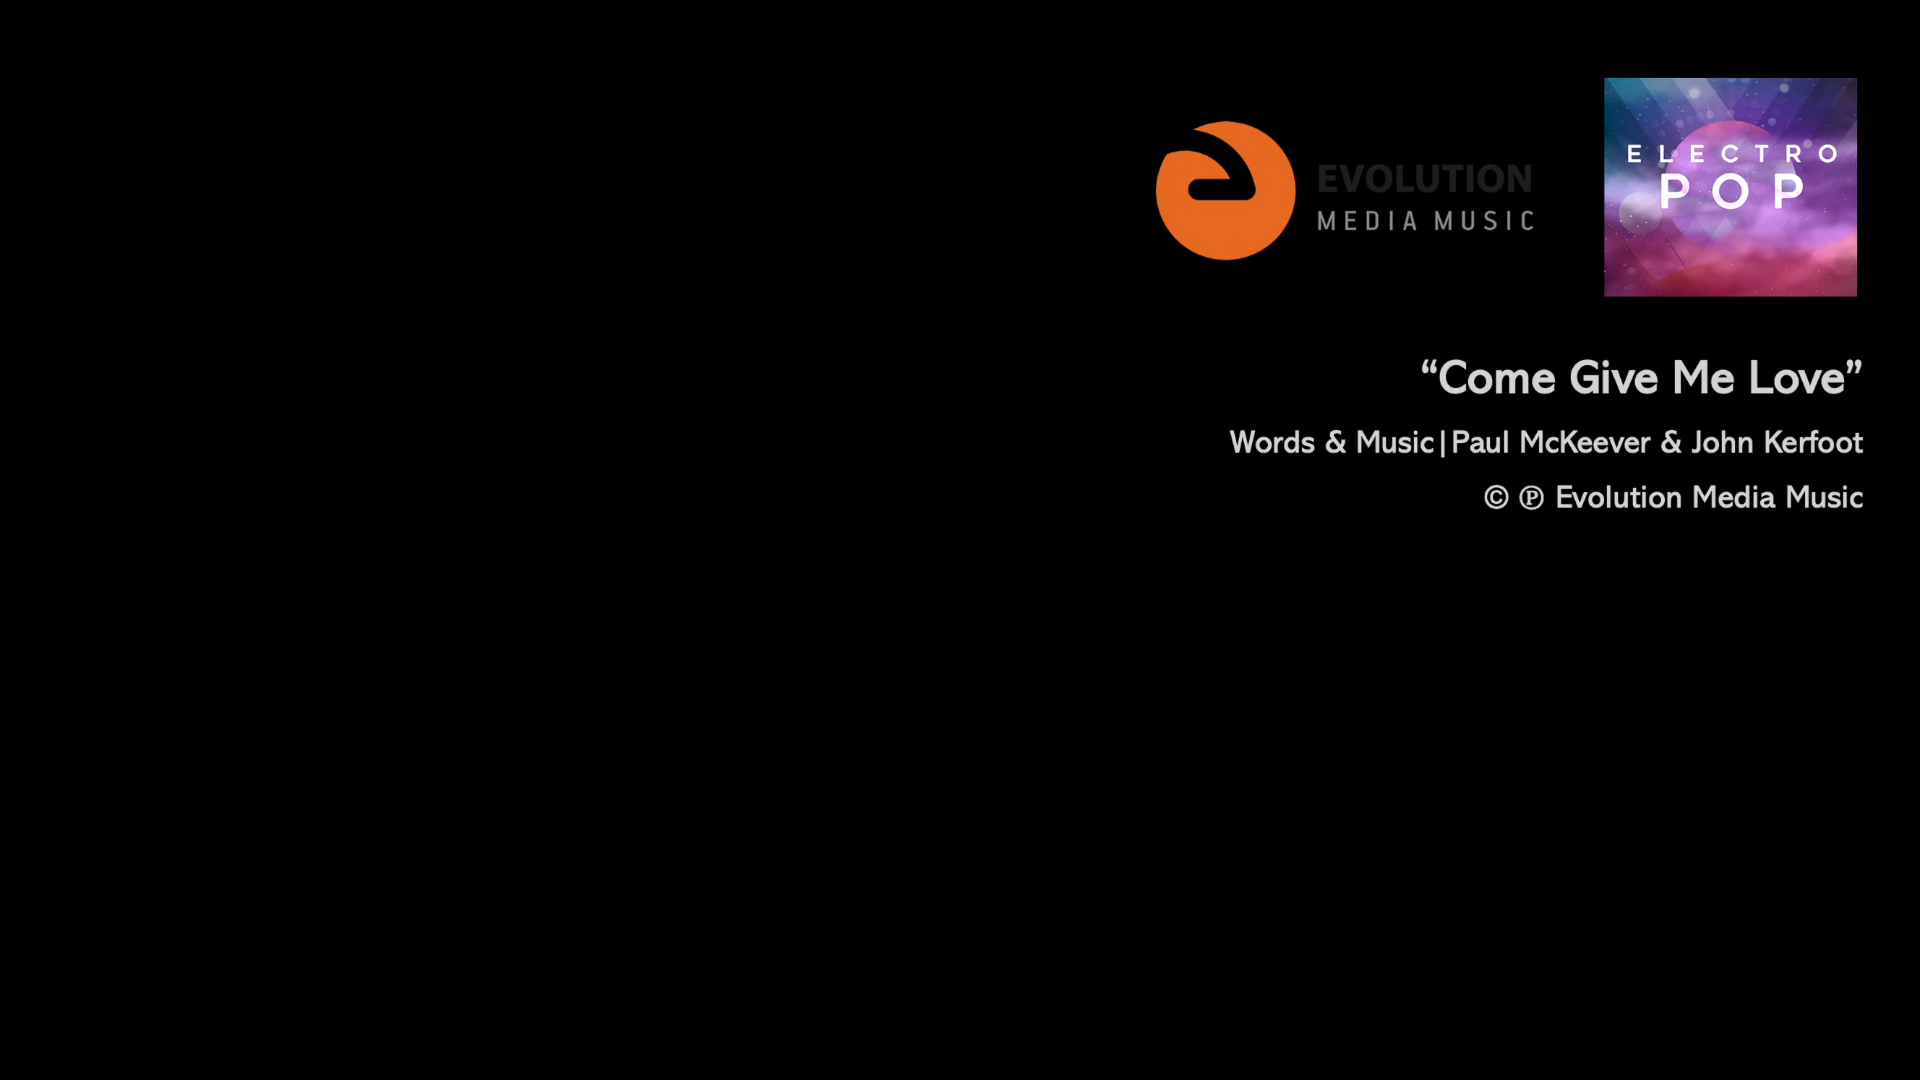 EVOLUTION
MEDIA MUSIC
ELECTRO
POP
“Come Give Me Love”
Words & Music|Paul McKeever & John Kerfoot
© ℗ Evolution Media Music